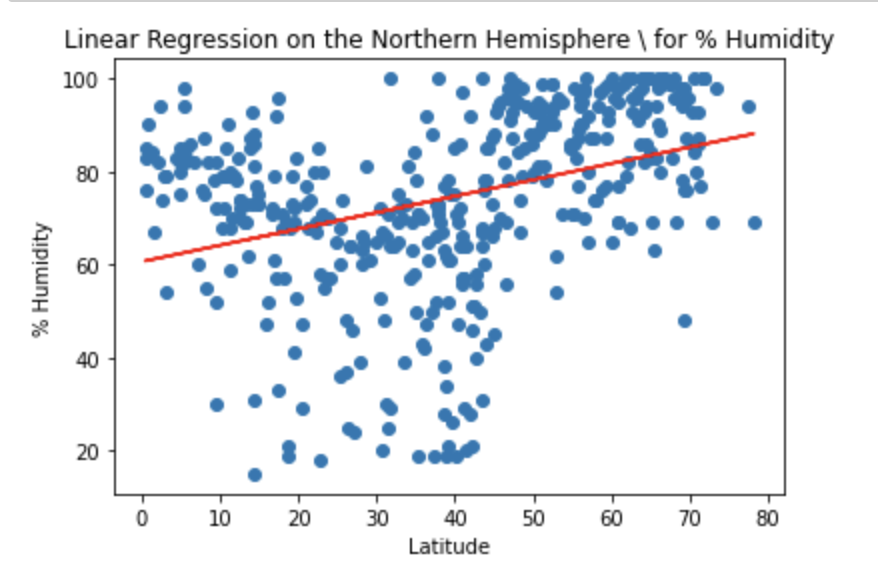 Linear Regression on the Northern Hemisphere \ for % Humidity
100
80
60
40
20
% Humidity
0 10 20 30 40 50 60 70 80
Latitude